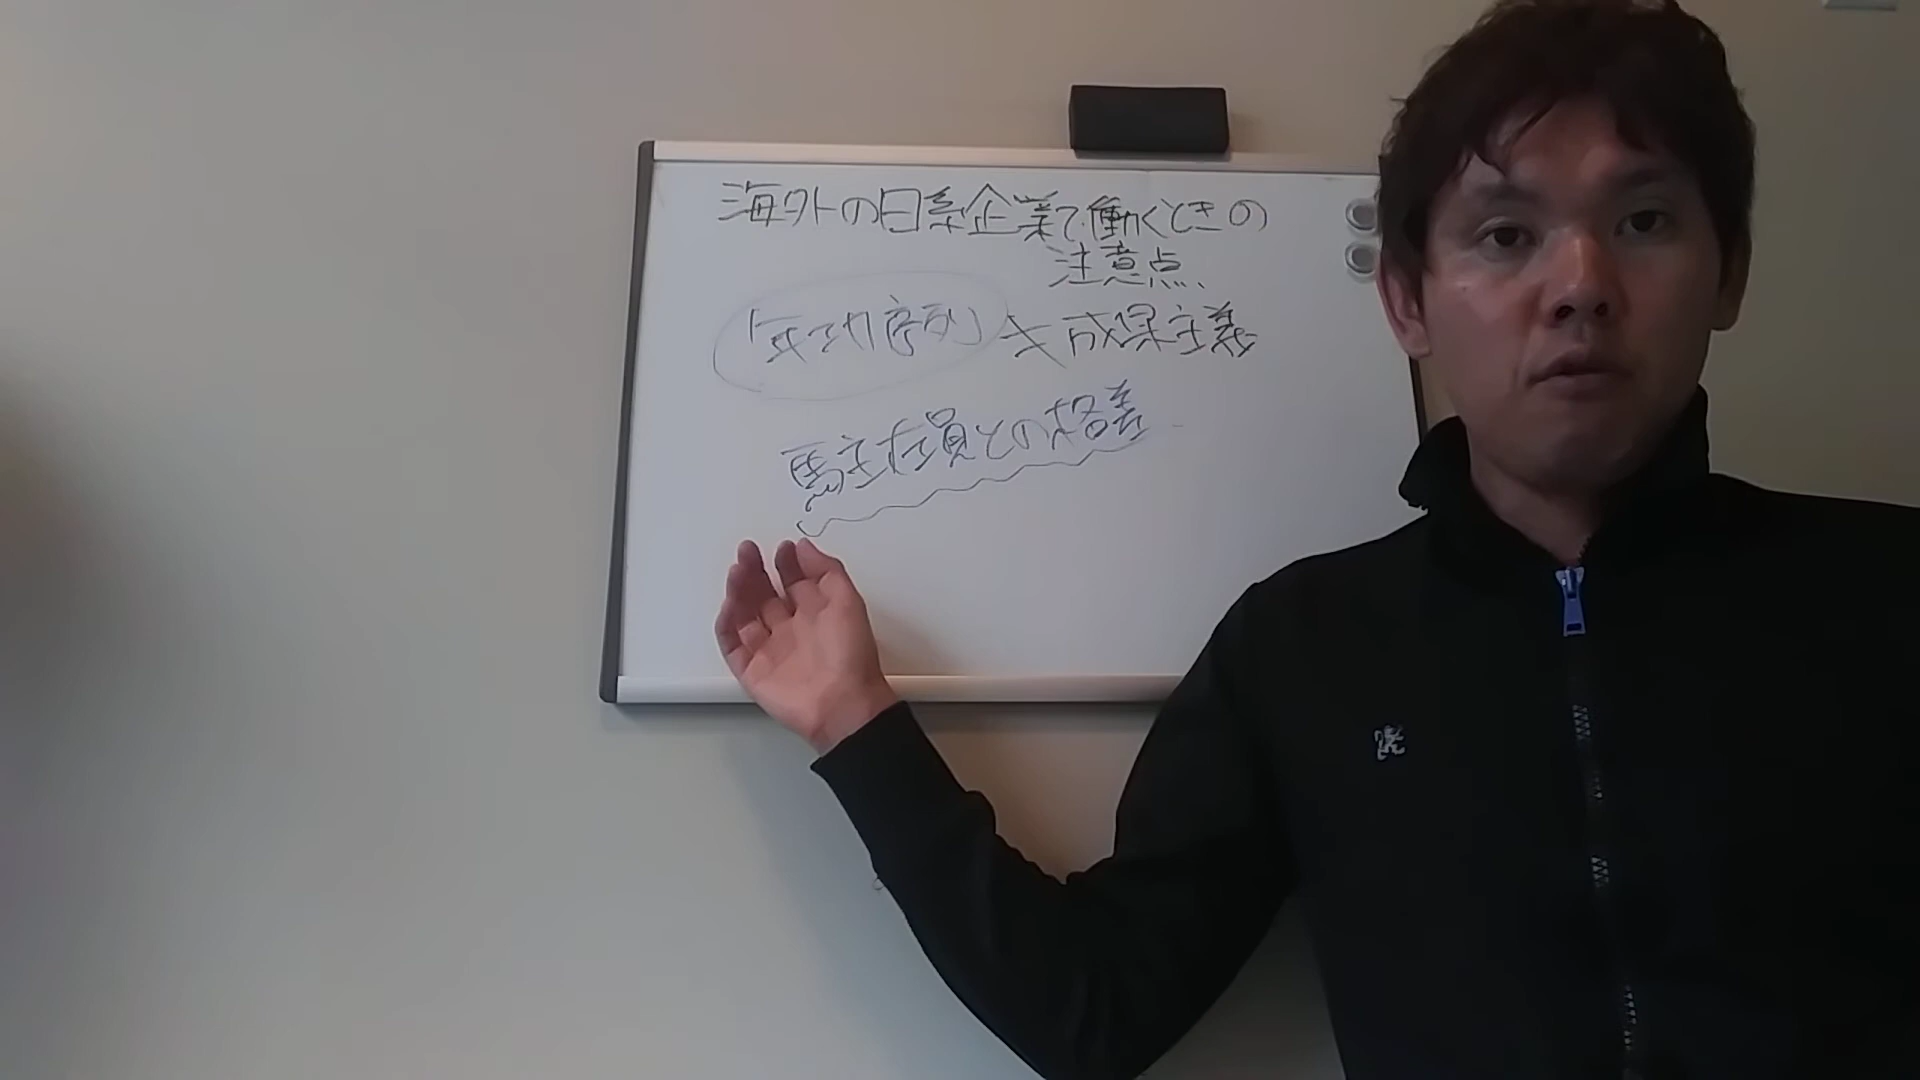 海外の日系企業で働くときの
注意点、
年功序列 ≠ 成果主義
駐在員との格差